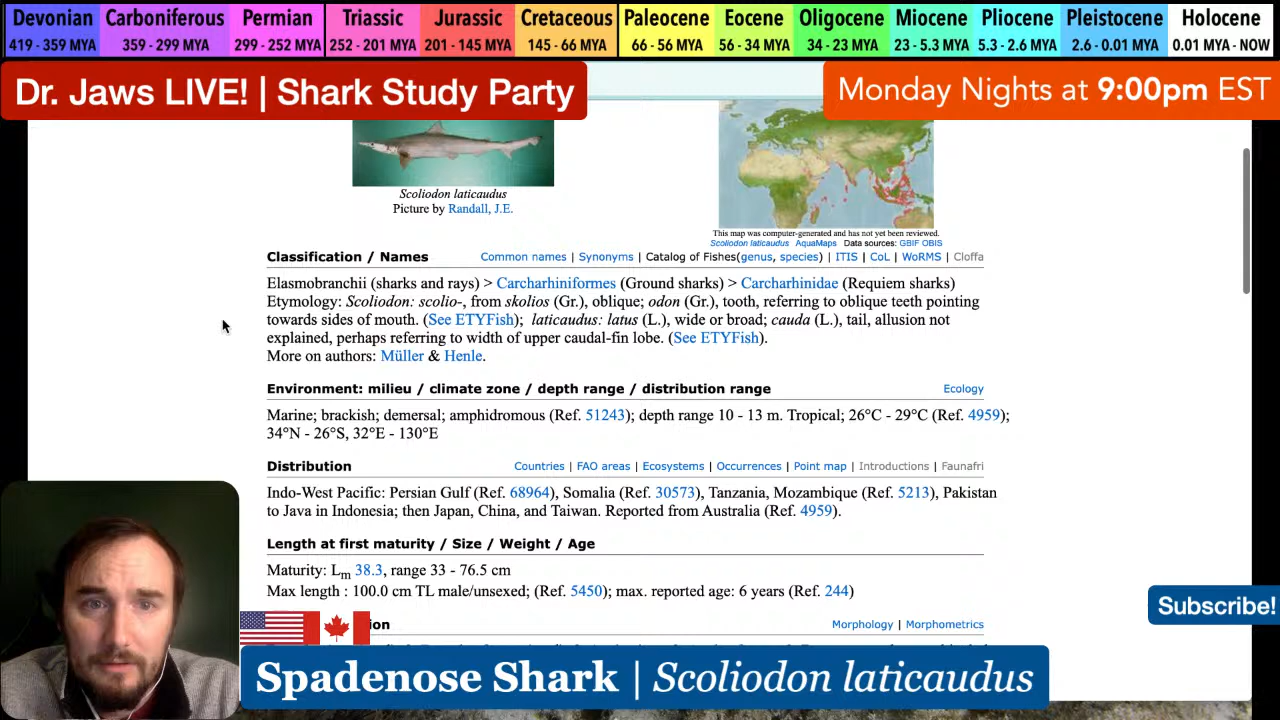 Devonian Carboniferous Permian Triassic Jurassic Cretaceous Paleocene Eocene Oligocene Miocene Pliocene Pleistocene Holocene
419 - 359 MYA 359 - 299 MYA 299 - 252 MYA 252 - 201 MYA 201 - 145 MYA 145 - 66 MYA 66 - 56 MYA 56 - 34 MYA 34 - 23 MYA 23 - 5.3 MYA 5.3 - 2.6 MYA 2.6 - 0.01 MYA 0.01 MYA - NOW
Dr. Jaws LIVE! | Shark Study Party
Monday Nights at 9:00pm EST
Scoliodon laticaudus
Picture by Randall, J.E.
This map was computer-generated and has not yet been reviewed.
Scoliodon laticaudus AquaMaps Data sources: GBIF OBIS
Classification / Names Common names | Synonyms | Catalog of Fishes(genus, species) | ITIS | CoL | WoRMS | Cloffa
Elasmobranchii (sharks and rays) > Carcharhiniformes (Ground sharks) > Carcharhinidae (Requiem sharks)
Etymology: Scoliodon: scolio-, from skolios (Gr.), oblique; odon (Gr.), tooth, referring to oblique teeth pointing
towards sides of mouth. (See ETYFish); laticaudus: latus (L.), wide or broad; cauda (L.), tail, allusion not
explained, perhaps referring to width of upper caudal-fin lobe. (See ETYFish).
More on authors: Müller & Henle.
Environment: milieu / climate zone / depth range / distribution range Ecology
Marine; brackish; demersal; amphidromous (Ref. 51243); depth range 10 - 13 m. Tropical; 26°C - 29°C (Ref. 4959);
34°N - 26°S, 32°E - 130°E
Distribution Countries | FAO areas | Ecosystems | Occurrences | Point map | Introductions | Faunafri
Indo-West Pacific: Persian Gulf (Ref. 68964), Somalia (Ref. 30573), Tanzania, Mozambique (Ref. 5213), Pakistan
to Java in Indonesia; then Japan, China, and Taiwan. Reported from Australia (Ref. 4959).
Length at first maturity / Size / Weight / Age
Maturity: Lm 38.3, range 33 - 76.5 cm
Max length : 100.0 cm TL male/unsexed; (Ref. 5450); max. reported age: 6 years (Ref. 244)
ion Morphology | Morphometrics
Subscribe!
Spadenose Shark | Scoliodon laticaudus